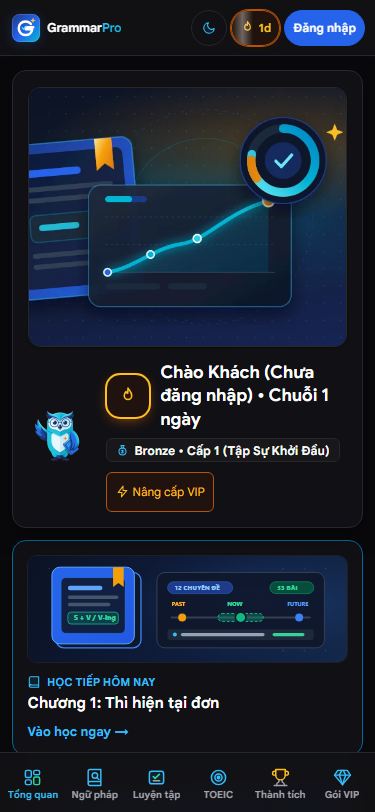 GrammarPro
1d
Đăng nhập
Chào Khách (Chưa
đăng nhập) • Chuỗi 1
ngày
Bronze • Cấp 1 (Tập Sự Khởi Đầu)
Nâng cấp VIP
S + V / V-ing
12 CHUYÊN ĐỀ
53 BÀI
PAST
NOW
FUTURE
HỌC TIẾP HÔM NAY
Chương 1: Thì hiện tại đơn
Vào học ngay →
Tổng quan
Ngữ pháp
Luyện tập
TOEIC
Thành tích
Gói VIP